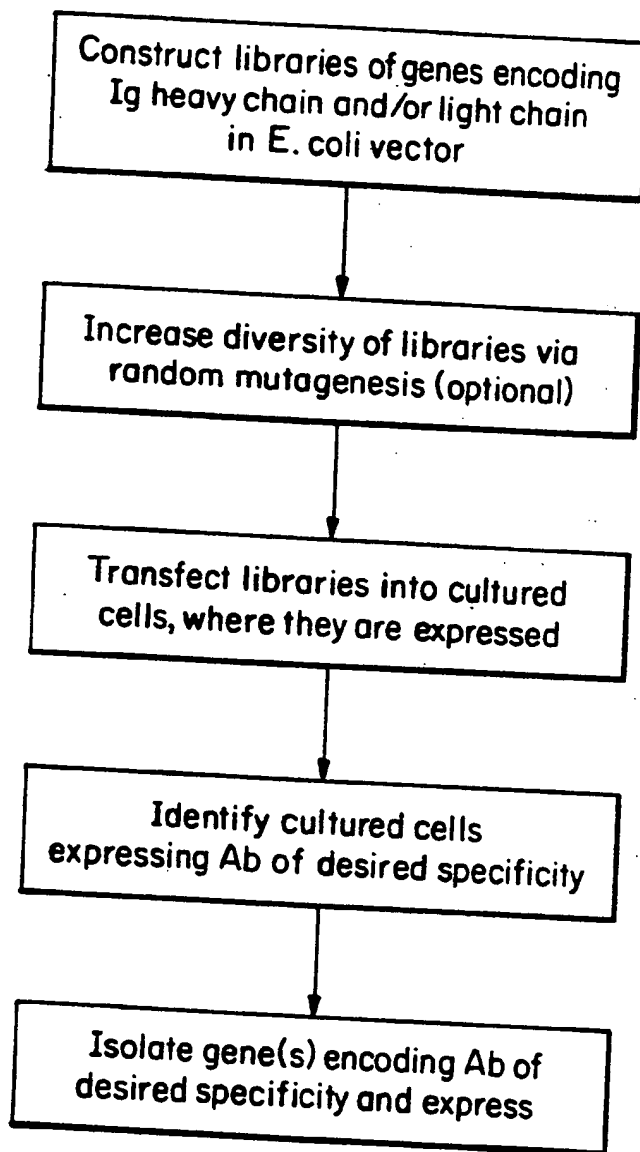 Construct libraries of genes encoding
Ig heavy chain and/or light chain
in E. coli vector
Increase diversity of libraries via
random mutagenesis (optional)
Transfect libraries into cultured
cells, where they are expressed
Identify cultured cells
expressing Ab of desired specificity
Isolate gene(s) encoding Ab of
desired specificity and express